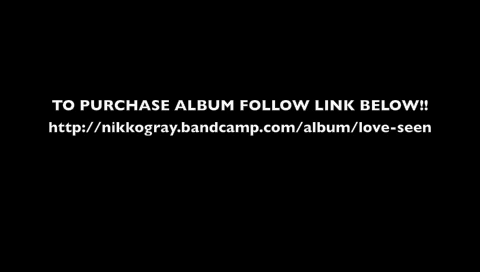 TO PURCHASE ALBUM FOLLOW LINK BELOW!!
http://nikkogray.bandcamp.com/album/love-seen